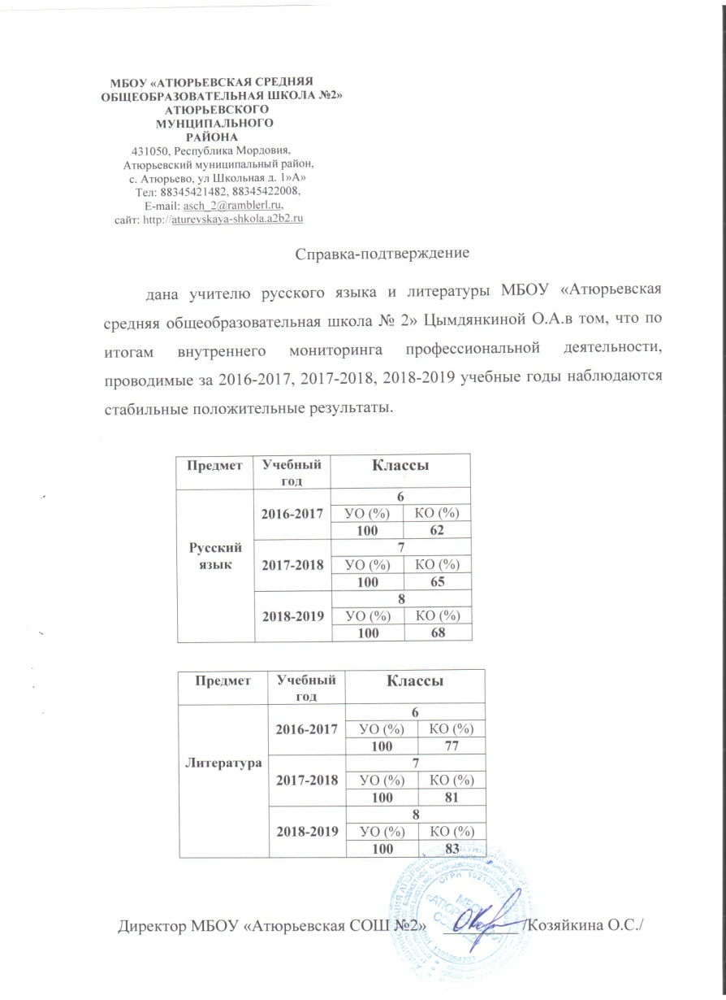 МБОУ «АТЮРЬЕВСКАЯ СРЕДНЯЯ
ОБЩЕОБРАЗОВАТЕЛЬНАЯ ШКОЛА №2»
АТЮРЬЕВСКОГО
МУНЦИПАЛЬНОГО
РАЙОНА
431050, Республика Мордовия,
Атюрьевский муниципальный район,
с. Атюрьево, ул Школьная д. 1»А»
Тел: 88345421482, 88345422008,
E-mail: asch_2@ramblerl.ru,
сайт: http://aturevskaya-shkola.a2b2.ru
Справка-подтверждение
дана учителю русского языка и литературы МБОУ «Атюрьевская
средняя общеобразовательная школа № 2» Цымдянкиной О.А.в том, что по
итогам внутреннего мониторинга профессиональной деятельности,
проводимые за 2016-2017, 2017-2018, 2018-2019 учебные годы наблюдаются
стабильные положительные результаты.
Предмет Учебный год Классы
Русский язык
2016-2017
6
УО (%) КО (%)
100 62
2017-2018
7
УО (%) КО (%)
100 65
2018-2019
8
УО (%) КО (%)
100 68
Предмет Учебный год Классы
Литература
2016-2017
6
УО (%) КО (%)
100 77
2017-2018
7
УО (%) КО (%)
100 81
2018-2019
8
УО (%) КО (%)
100 83
Директор МБОУ «Атюрьевская СОШ №2» /Козяйкина О.С./